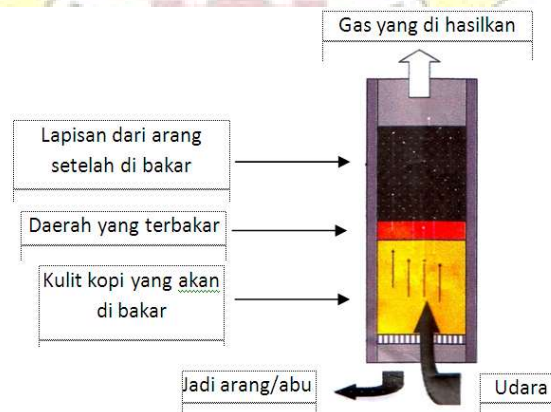 Gas yang di hasilkan
Lapisan dari arang
setelah di bakar
Daerah yang terbakar
Kulit kopi yang akan
di bakar
Jadi arang/abu
Udara